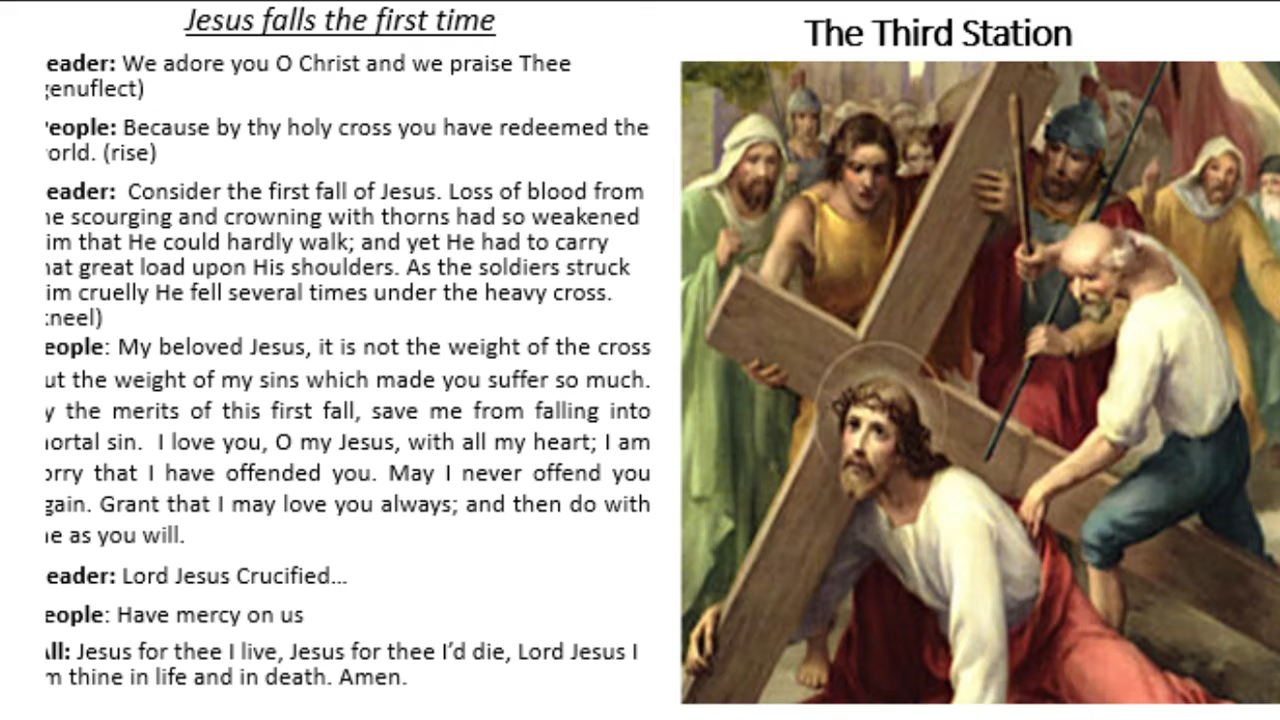 Jesus falls the first time
The Third Station
eader: We adore you O Christ and we praise Thee
genuflect)
eople: Because by thy holy cross you have redeemed the
orld. (rise)
eader: Consider the first fall of Jesus. Loss of blood from
e scourging and crowning with thorns had so weakened
im that He could hardly walk; and yet He had to carry
at great load upon His shoulders. As the soldiers struck
im cruelly He fell several times under the heavy cross.
neel)
eople: My beloved Jesus, it is not the weight of the cross
ut the weight of my sins which made you suffer so much.
y the merits of this first fall, save me from falling into
ortal sin. I love you, O my Jesus, with all my heart; I am
orry that I have offended you. May I never offend you
gain. Grant that I may love you always; and then do with
e as you will.
eader: Lord Jesus Crucified...
eople: Have mercy on us
ll: Jesus for thee I live, Jesus for thee I'd die, Lord Jesus I
m thine in life and in death. Amen.